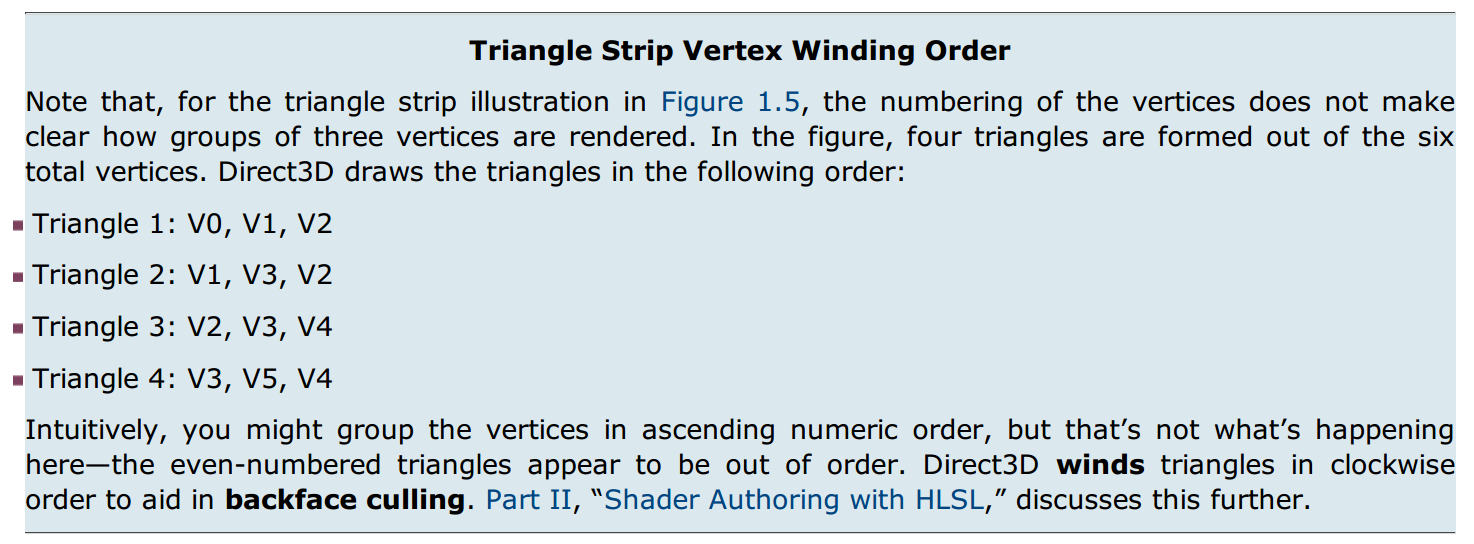 Triangle Strip Vertex Winding Order
Note that, for the triangle strip illustration in Figure 1.5, the numbering of the vertices does not make
clear how groups of three vertices are rendered. In the figure, four triangles are formed out of the six
total vertices. Direct3D draws the triangles in the following order:
Triangle 1: V0, V1, V2
Triangle 2: V1, V3, V2
Triangle 3: V2, V3, V4
Triangle 4: V3, V5, V4
Intuitively, you might group the vertices in ascending numeric order, but that’s not what’s happening
here—the even-numbered triangles appear to be out of order. Direct3D winds triangles in clockwise
order to aid in backface culling. Part II, “Shader Authoring with HLSL,” discusses this further.